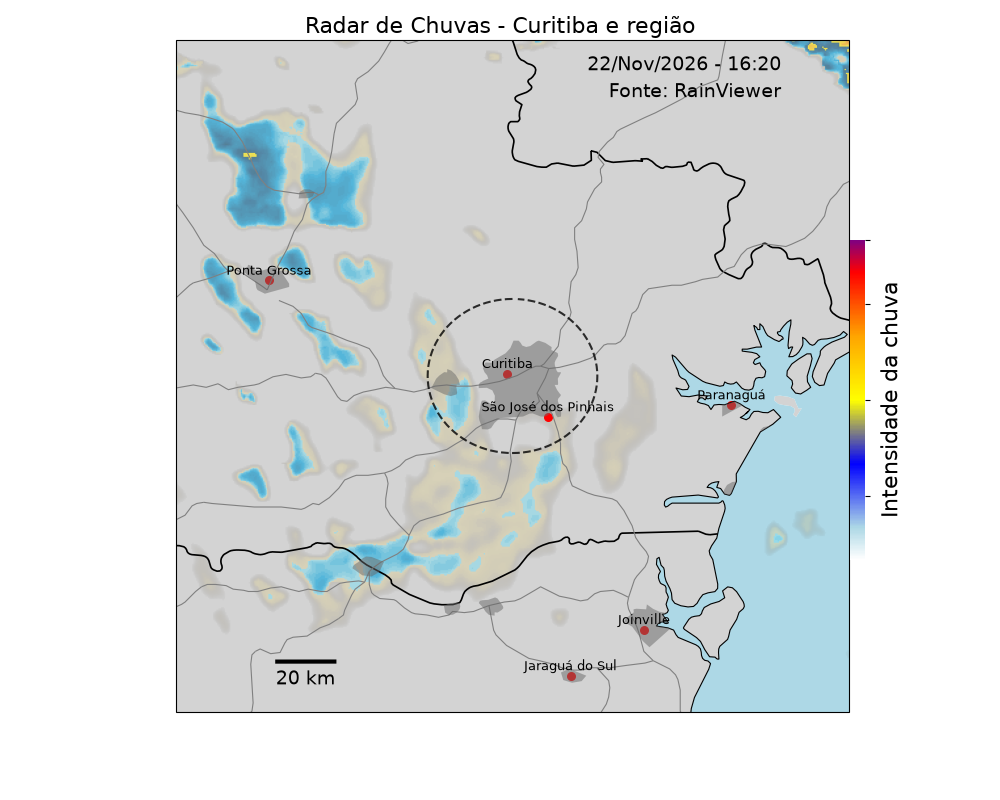 Radar de Chuvas - Curitiba e região
22/Nov/2026 - 16:20
Fonte: RainViewer
Ponta Grossa
Curitiba
São José dos Pinhais
Paranaguá
Joinville
Jaraguá do Sul
20 km
Intensidade da chuva